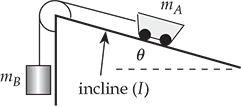 m_A
θ
m_B
incline (I)